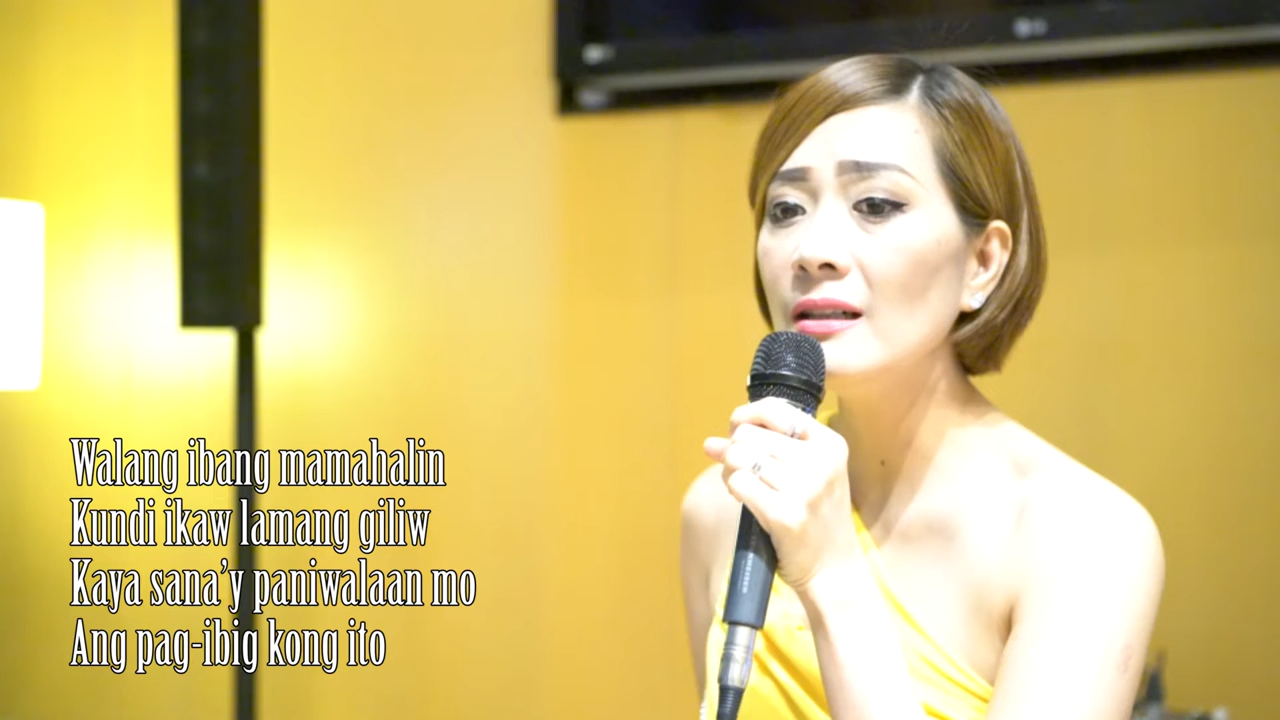 Walang ibang mamahalin
Kundi ikaw lamang giliw
Kaya sana'y paniwalaan mo
Ang pag-ibig kong ito